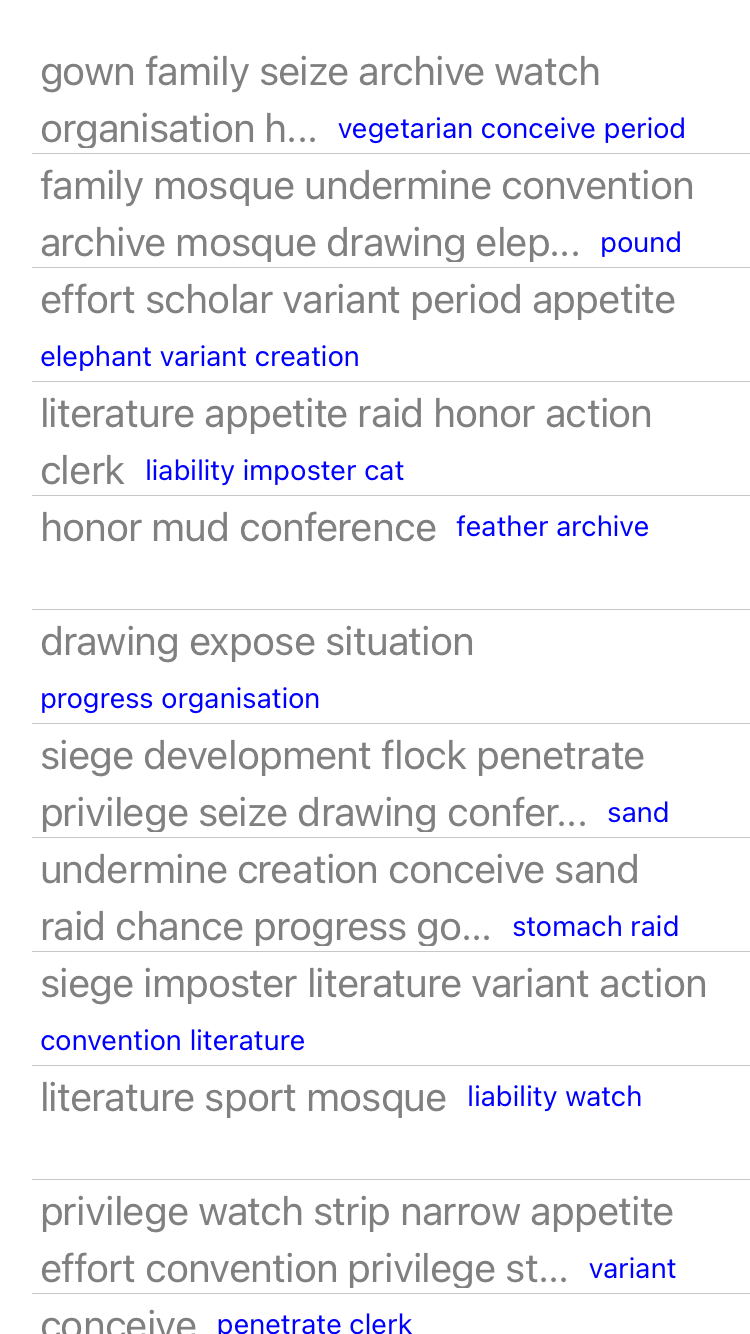 gown family seize archive watch
organisation h... vegetarian conceive period
family mosque undermine convention
archive mosque drawing elep... pound
effort scholar variant period appetite
elephant variant creation
literature appetite raid honor action
clerk liability imposter cat
honor mud conference feather archive
drawing expose situation
progress organisation
siege development flock penetrate
privilege seize drawing confer... sand
undermine creation conceive sand
raid chance progress go... stomach raid
siege imposter literature variant action
convention literature
literature sport mosque liability watch
privilege watch strip narrow appetite
effort convention privilege st... variant
conceive penetrate clerk